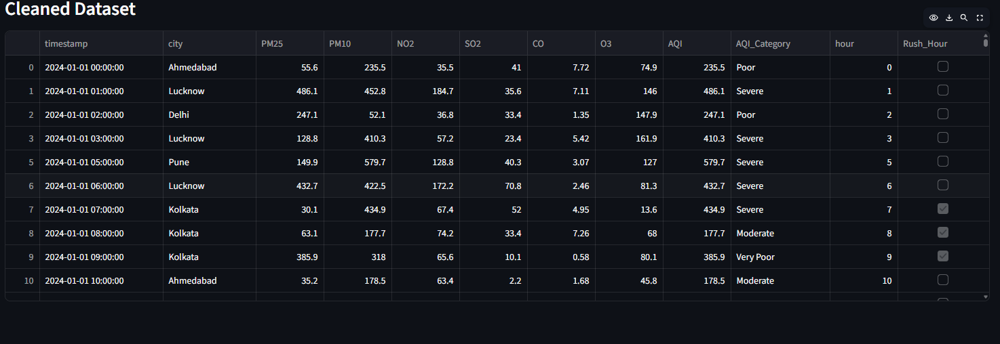 Cleaned Dataset
timestamp city PM25 PM10 NO2 SO2 CO O3 AQI AQI_Category hour Rush_Hour
0 2024-01-01 00:00:00 Ahmedabad 55.6 235.5 35.5 41 7.72 74.9 235.5 Poor 0
1 2024-01-01 01:00:00 Lucknow 486.1 452.8 184.7 35.6 7.11 146 486.1 Severe 1
2 2024-01-01 02:00:00 Delhi 247.1 52.1 36.8 33.4 1.35 147.9 247.1 Poor 2
3 2024-01-01 03:00:00 Lucknow 128.8 410.3 57.2 23.4 5.42 161.9 410.3 Severe 3
5 2024-01-01 05:00:00 Pune 149.9 579.7 128.8 40.3 3.07 127 579.7 Severe 5
6 2024-01-01 06:00:00 Lucknow 432.7 422.5 172.2 70.8 2.46 81.3 432.7 Severe 6
7 2024-01-01 07:00:00 Kolkata 30.1 434.9 67.4 52 4.95 13.6 434.9 Severe 7
8 2024-01-01 08:00:00 Kolkata 63.1 177.7 74.2 33.4 7.26 68 177.7 Moderate 8
9 2024-01-01 09:00:00 Kolkata 385.9 318 65.6 10.1 0.58 80.1 385.9 Very Poor 9
10 2024-01-01 10:00:00 Ahmedabad 35.2 178.5 63.4 2.2 1.68 45.8 178.5 Moderate 10